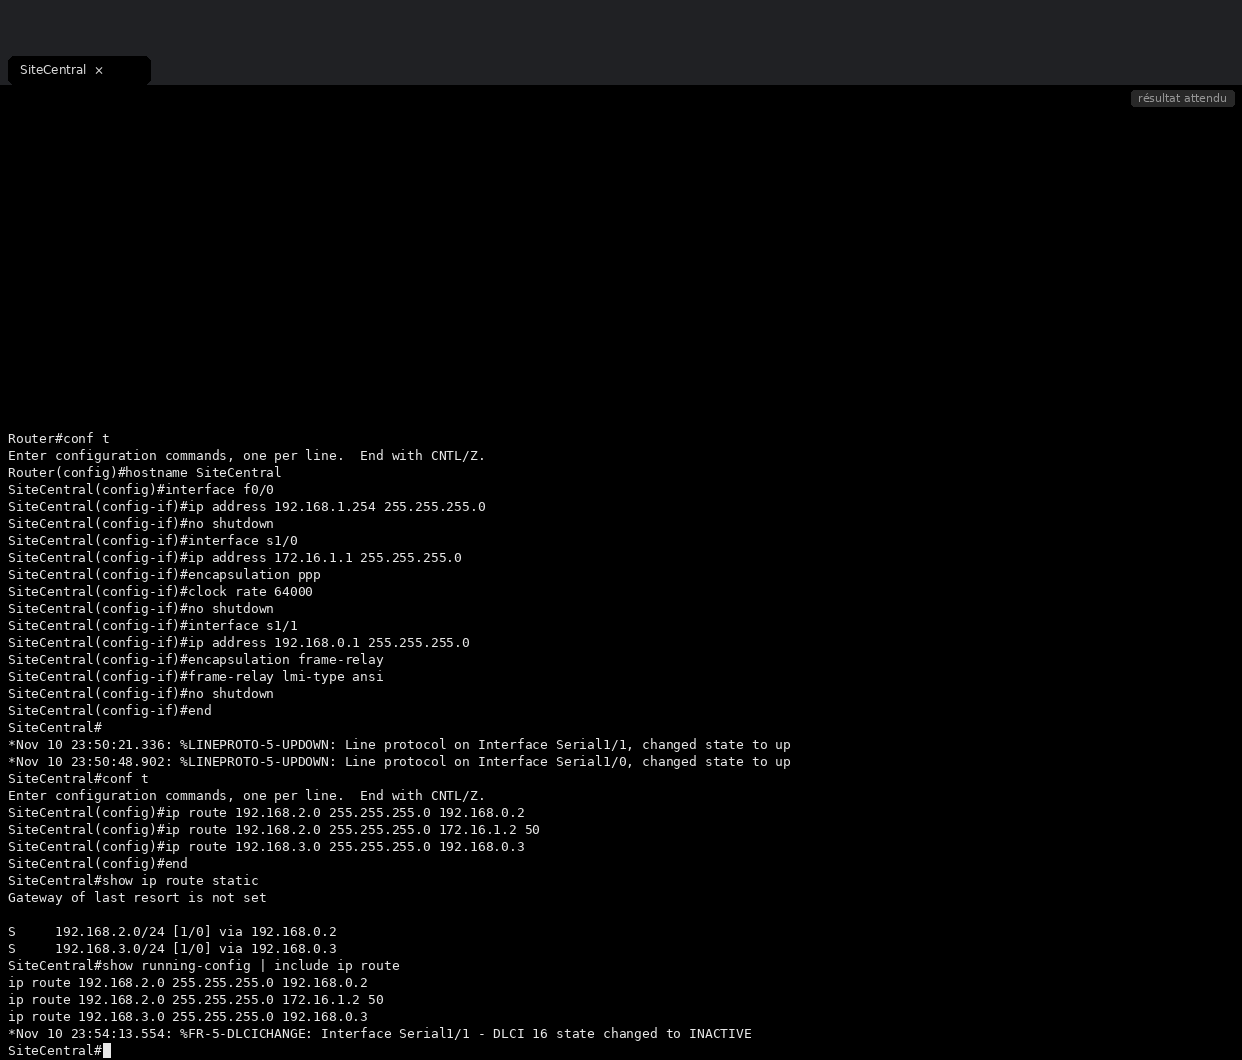 SiteCentral ×
résultat attendu
Router#conf t
Enter configuration commands, one per line.  End with CNTL/Z.
Router(config)#hostname SiteCentral
SiteCentral(config)#interface f0/0
SiteCentral(config-if)#ip address 192.168.1.254 255.255.255.0
SiteCentral(config-if)#no shutdown
SiteCentral(config-if)#interface s1/0
SiteCentral(config-if)#ip address 172.16.1.1 255.255.255.0
SiteCentral(config-if)#encapsulation ppp
SiteCentral(config-if)#clock rate 64000
SiteCentral(config-if)#no shutdown
SiteCentral(config-if)#interface s1/1
SiteCentral(config-if)#ip address 192.168.0.1 255.255.255.0
SiteCentral(config-if)#encapsulation frame-relay
SiteCentral(config-if)#frame-relay lmi-type ansi
SiteCentral(config-if)#no shutdown
SiteCentral(config-if)#end
SiteCentral#
*Nov 10 23:50:21.336: %LINEPROTO-5-UPDOWN: Line protocol on Interface Serial1/1, changed state to up
*Nov 10 23:50:48.902: %LINEPROTO-5-UPDOWN: Line protocol on Interface Serial1/0, changed state to up
SiteCentral#conf t
Enter configuration commands, one per line.  End with CNTL/Z.
SiteCentral(config)#ip route 192.168.2.0 255.255.255.0 192.168.0.2
SiteCentral(config)#ip route 192.168.2.0 255.255.255.0 172.16.1.2 50
SiteCentral(config)#ip route 192.168.3.0 255.255.255.0 192.168.0.3
SiteCentral(config)#end
SiteCentral#show ip route static
Gateway of last resort is not set
S     192.168.2.0/24 [1/0] via 192.168.0.2
S     192.168.3.0/24 [1/0] via 192.168.0.3
SiteCentral#show running-config | include ip route
ip route 192.168.2.0 255.255.255.0 192.168.0.2
ip route 192.168.2.0 255.255.255.0 172.16.1.2 50
ip route 192.168.3.0 255.255.255.0 192.168.0.3
*Nov 10 23:54:13.554: %FR-5-DLCICHANGE: Interface Serial1/1 - DLCI 16 state changed to INACTIVE
SiteCentral#